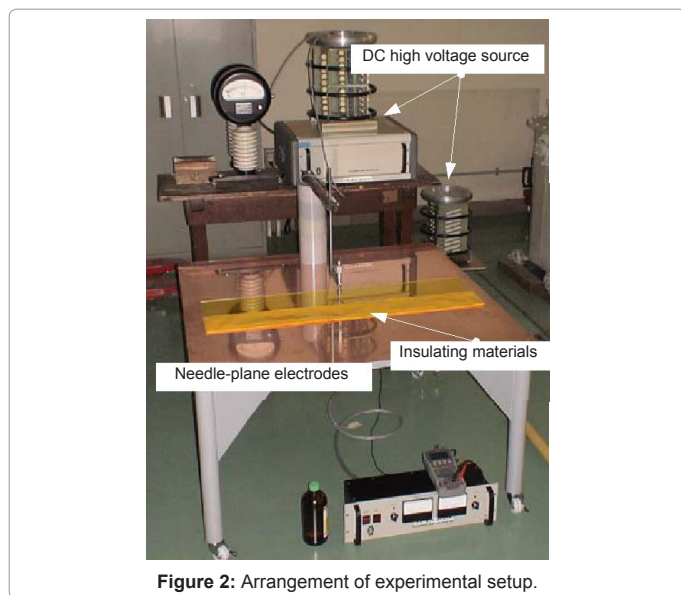 DC high voltage source
Insulating materials
Needle-plane electrodes
Figure 2: Arrangement of experimental setup.